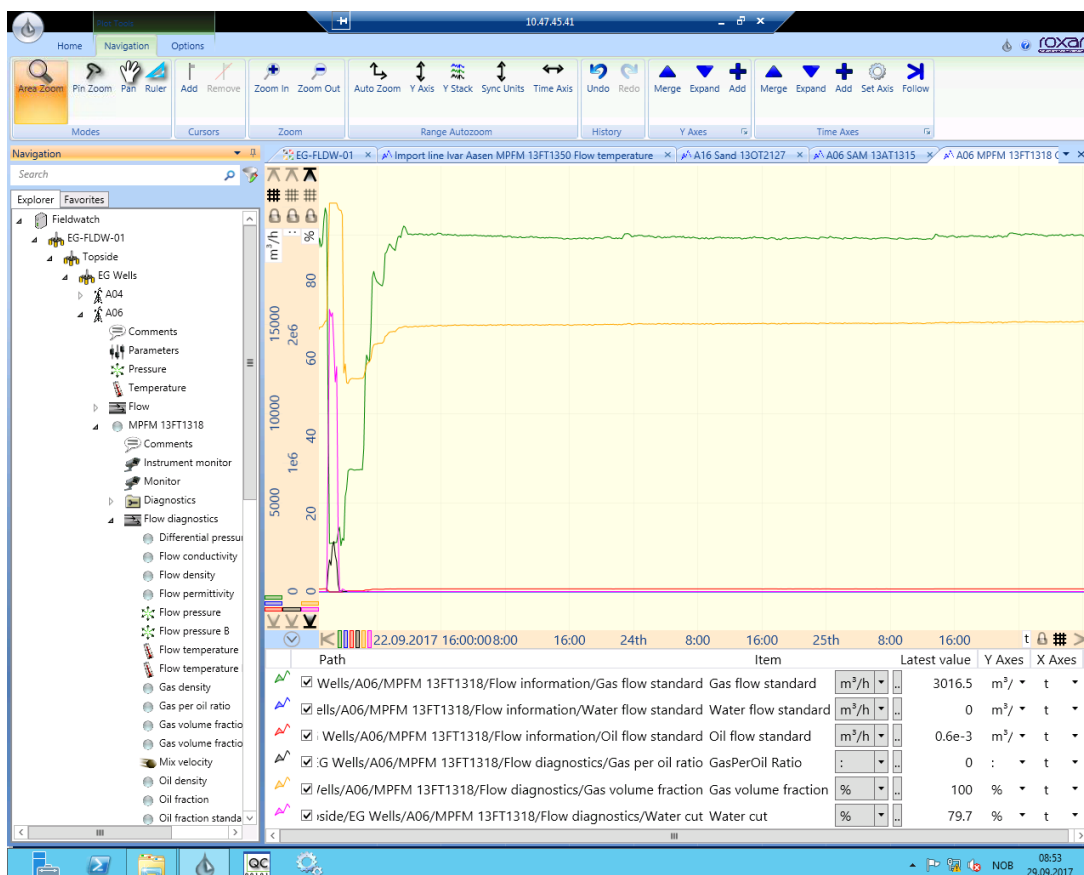 10.47.45.41
Home Navigation Options
roxar
Area Zoom Pin Zoom Pan Ruler Add Remove Zoom In Zoom Out Auto Zoom Y Axis Y Stack Sync Units Time Axis Undo Redo Merge Expand Add Merge Expand Add Set Axis Follow
Modes Cursors Zoom Range Autozoom History Y Axes Time Axes
Navigation
EG-FLDW-01 Import line Ivar Aasen MPFM 13FT1350 Flow temperature A16 Sand 13OT2127 A06 SAM 13AT1315 A06 MPFM 13FT1318
Search
Explorer Favorites
Fieldwatch
EG-FLDW-01
Topside
EG Wells
A04
A06
Comments
Parameters
Pressure
Temperature
Flow
MPFM 13FT1318
Comments
Instrument monitor
Monitor
Diagnostics
Flow diagnostics
Differential pressu
Flow conductivity
Flow density
Flow permittivity
Flow pressure
Flow pressure B
Flow temperature
Flow temperature
Gas density
Gas per oil ratio
Gas volume fractio
Gas volume fractio
Mix velocity
Oil density
Oil fraction
Oil fraction standa
m³/h : %
80
15000 2e6
60
10000
40
1e6
5000
20
0 0
22.09.2017 16:00:00 8:00 16:00 24th 8:00 16:00 25th 8:00 16:00 t
Path Item Latest value Y Axes X Axes
Wells/A06/MPFM 13FT1318/Flow information/Gas flow standard Gas flow standard m³/h .. 3016.5 m³/ t
ells/A06/MPFM 13FT1318/Flow information/Water flow standard Water flow standard m³/h .. 0 m³/ t
Wells/A06/MPFM 13FT1318/Flow information/Oil flow standard Oil flow standard m³/h .. 0.6e-3 m³/ t
:G Wells/A06/MPFM 13FT1318/Flow diagnostics/Gas per oil ratio GasPerOil Ratio : .. 0 : t
/ells/A06/MPFM 13FT1318/Flow diagnostics/Gas volume fraction Gas volume fraction % .. 100 % t
side/EG Wells/A06/MPFM 13FT1318/Flow diagnostics/Water cut Water cut % .. 79.7 % t
QC
NOB
08:53
29.09.2017